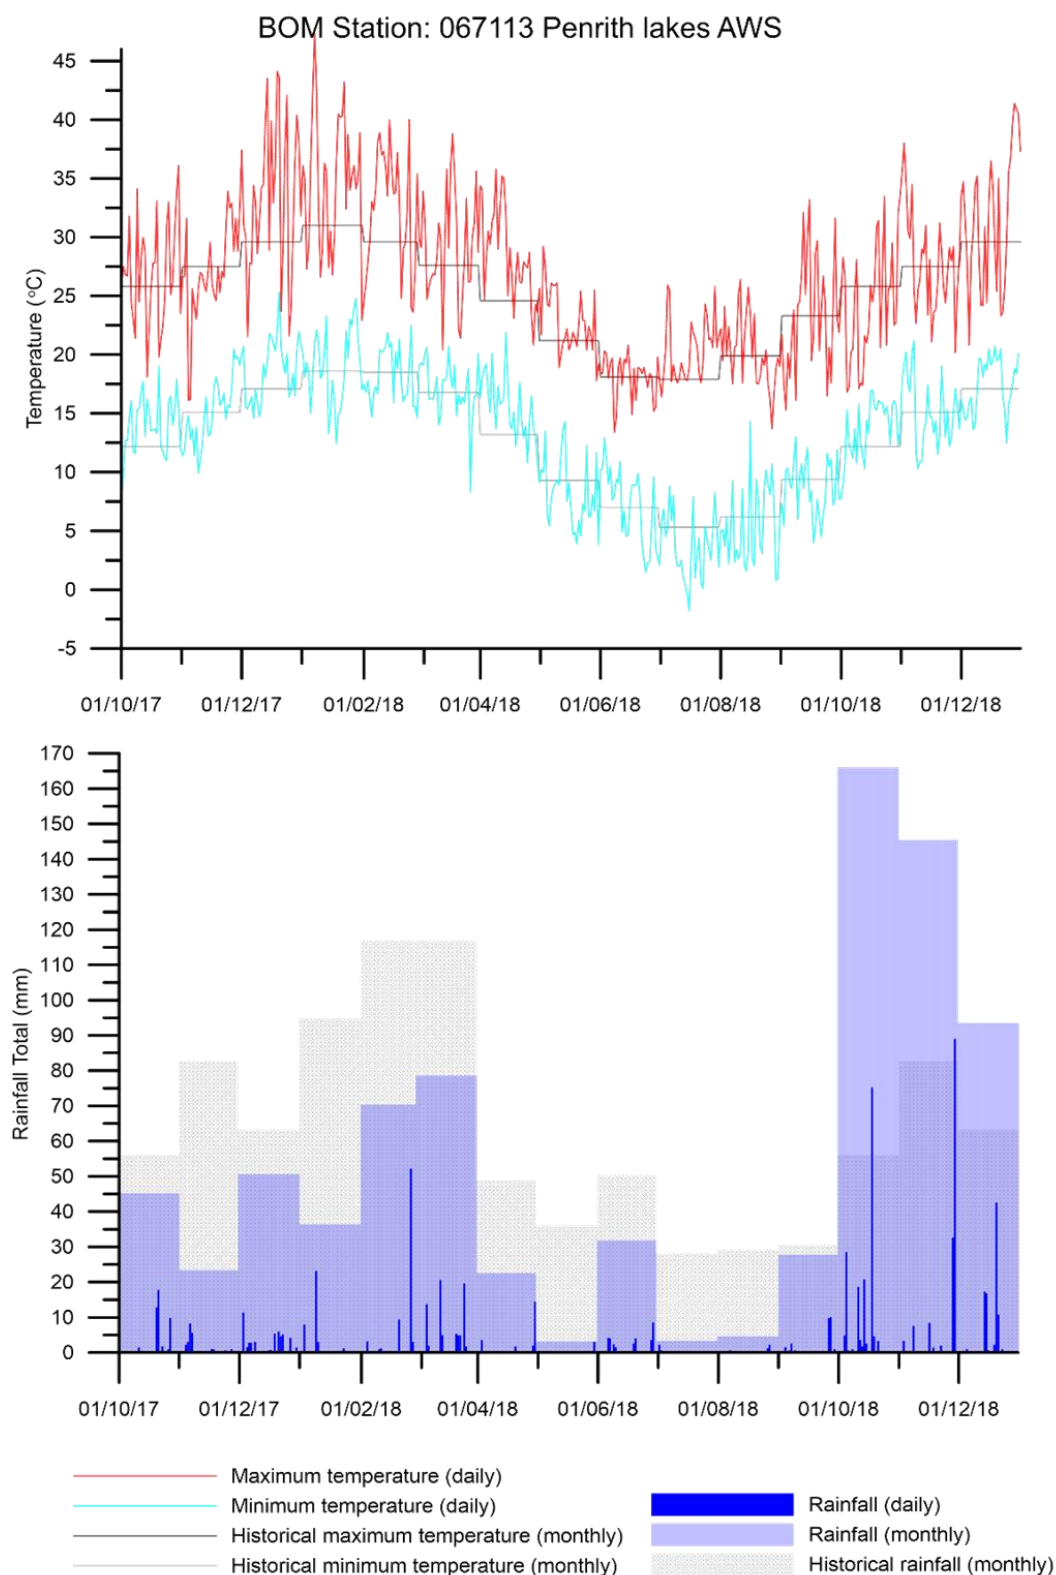 BOM Station: 067113 Penrith lakes AWS
45
40
35
30
25
20
15
10
5
0
-5
Temperature (°C)
01/10/17 01/12/17 01/02/18 01/04/18 01/06/18 01/08/18 01/10/18 01/12/18
170
160
150
140
130
120
110
100
90
80
70
60
50
40
30
20
10
0
Rainfall Total (mm)
01/10/17 01/12/17 01/02/18 01/04/18 01/06/18 01/08/18 01/10/18 01/12/18
Maximum temperature (daily)
Minimum temperature (daily)
Historical maximum temperature (monthly)
Historical minimum temperature (monthly)
Rainfall (daily)
Rainfall (monthly)
Historical rainfall (monthly)